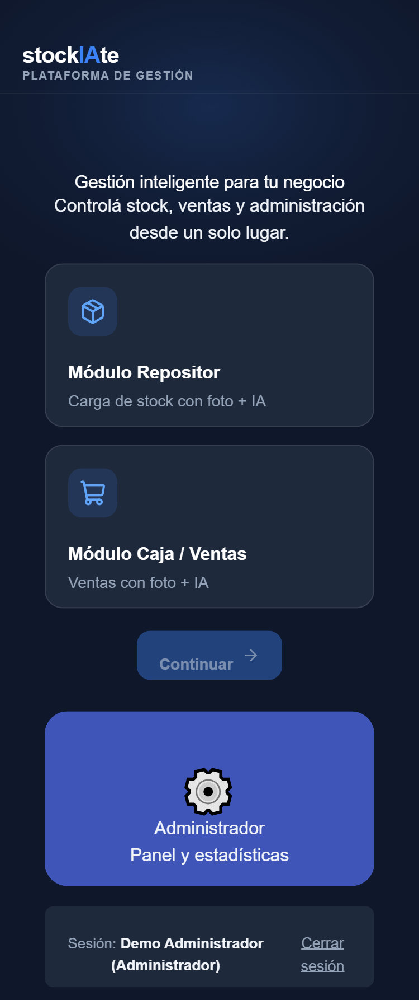 stockIAte
PLATAFORMA DE GESTIÓN
Gestión inteligente para tu negocio
Controlá stock, ventas y administración
desde un solo lugar.
Módulo Repositor
Carga de stock con foto + IA
Módulo Caja / Ventas
Ventas con foto + IA
Continuar
Administrador
Panel y estadísticas
Sesión: Demo Administrador
(Administrador)
Cerrar
sesión